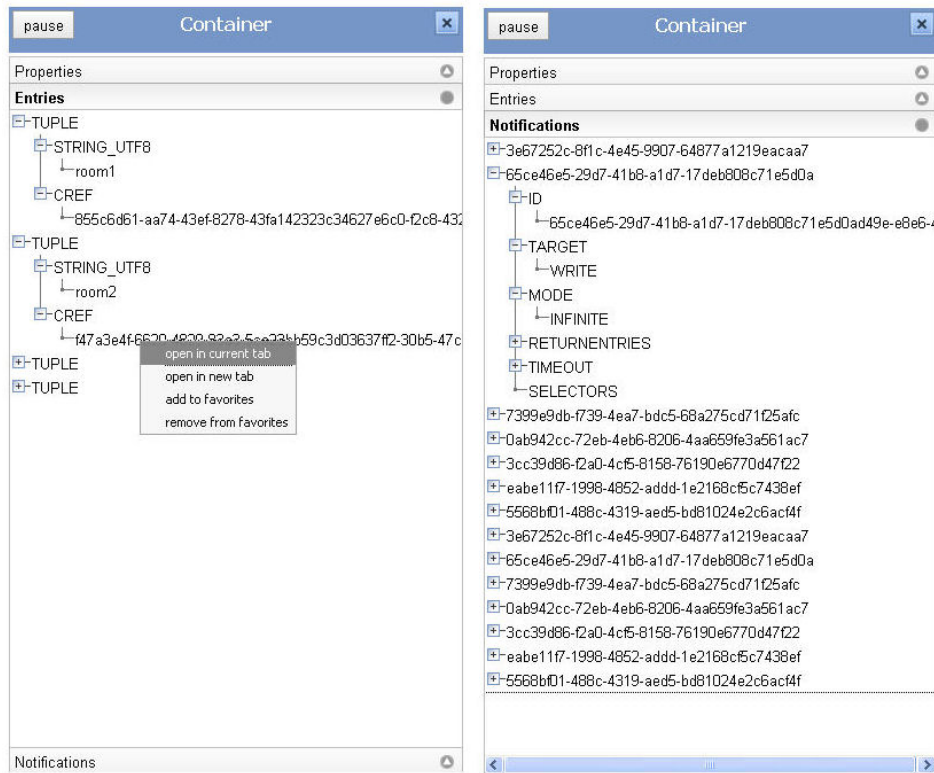 pause
Container
Properties
Entries
TUPLE
STRING_UTF8
room1
CREF
855c6d61-aa74-43ef-8278-43fa142323c34627e6c0-f2c8-432
TUPLE
STRING_UTF8
room2
CREF
open in current tab
open in new tab
add to favorites
remove from favorites
TUPLE
TUPLE
Notifications
pause
Container
Properties
Entries
Notifications
3e67252c-8f1c-4e45-9907-64877a1219eacaa7
65ce46e5-29d7-41b8-a1d7-17deb808c71e5d0a
ID
65ce46e5-29d7-41b8-a1d7-17deb808c71e5d0ad49e-e8e6-4
TARGET
WRITE
MODE
INFINITE
RETURNENTRIES
TIMEOUT
SELECTORS
7399e9db-f739-4ea7-bdc5-68a275cd71f25afc
0ab942cc-72eb-4eb6-8206-4aa659fe3a561ac7
3cc39d86-f2a0-4cf5-8158-76190e6770d47f22
eabe11f7-1998-4852-addd-1e2168cf5c7438ef
5568bf01-488c-4319-aed5-bd81024e2c6acf4f
3e67252c-8f1c-4e45-9907-64877a1219eacaa7
65ce46e5-29d7-41b8-a1d7-17deb808c71e5d0a
7399e9db-f739-4ea7-bdc5-68a275cd71f25afc
0ab942cc-72eb-4eb6-8206-4aa659fe3a561ac7
3cc39d86-f2a0-4cf5-8158-76190e6770d47f22
eabe11f7-1998-4852-addd-1e2168cf5c7438ef
5568bf01-488c-4319-aed5-bd81024e2c6acf4f